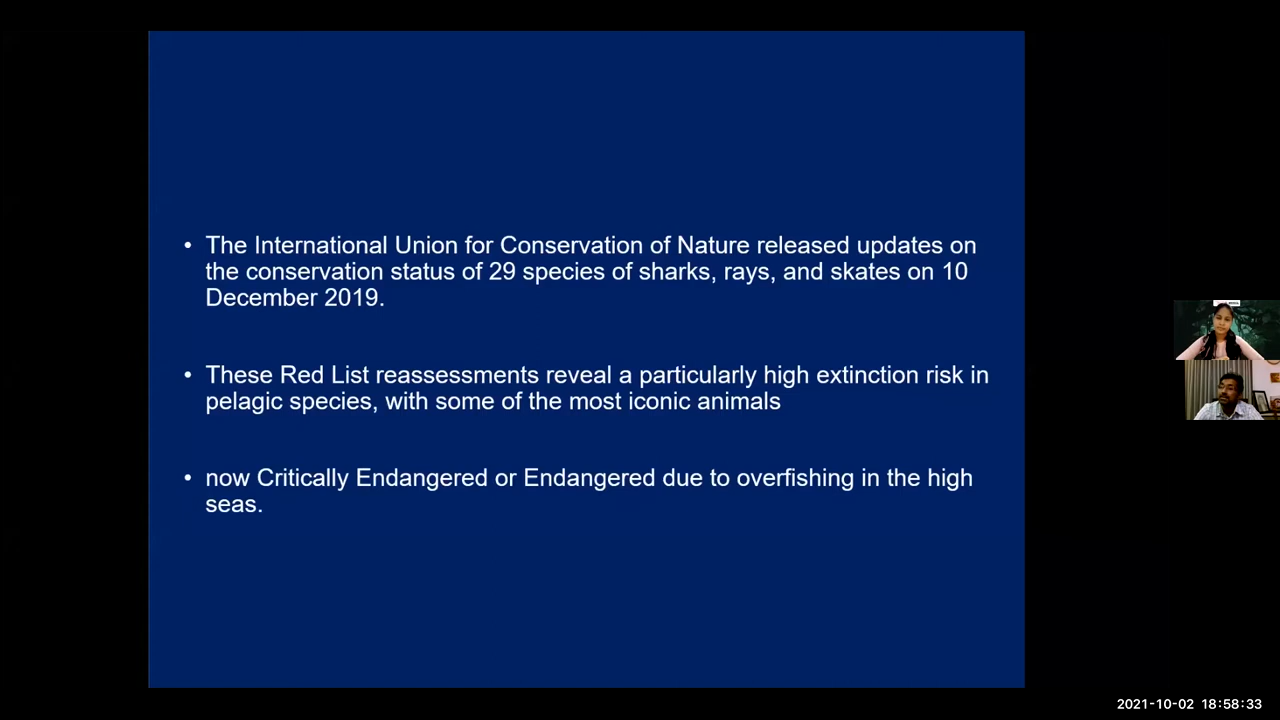 • The International Union for Conservation of Nature released updates on
the conservation status of 29 species of sharks, rays, and skates on 10
December 2019.
• These Red List reassessments reveal a particularly high extinction risk in
pelagic species, with some of the most iconic animals
• now Critically Endangered or Endangered due to overfishing in the high
seas.
2021-10-02 18:58:33